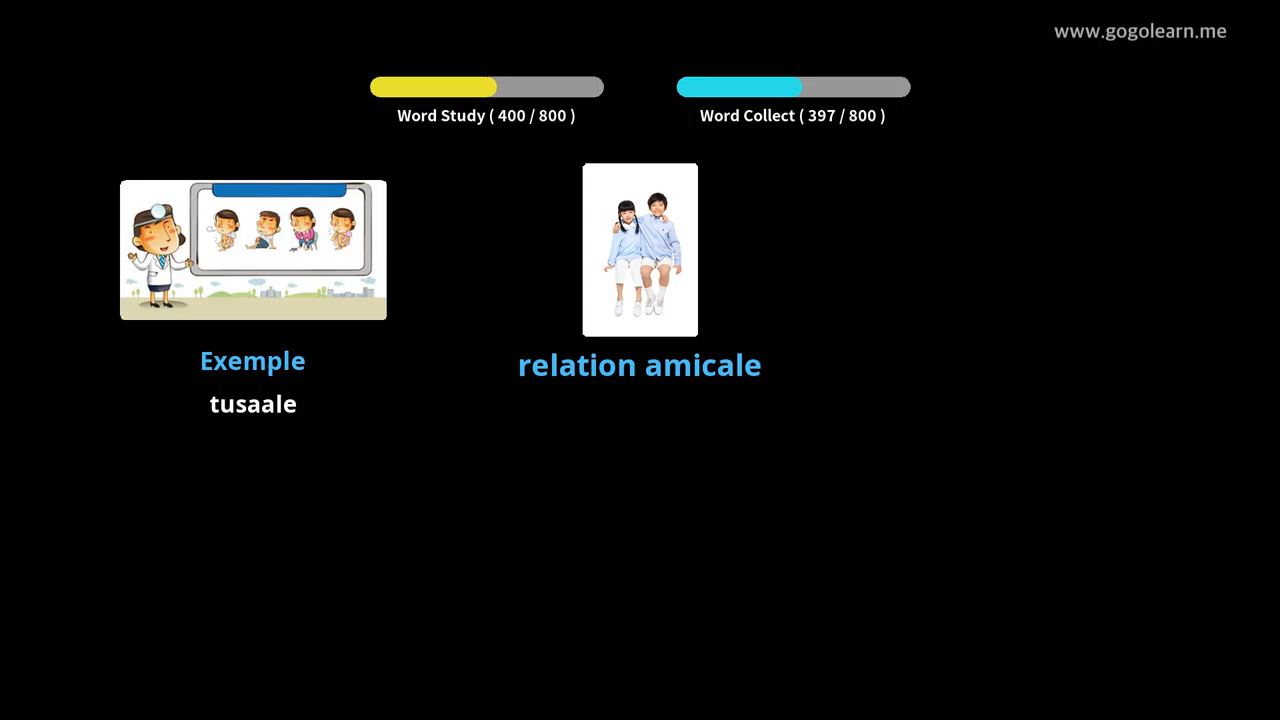 www.gogolearn.me
Word Study ( 400 / 800 )
Word Collect ( 397 / 800 )
Exemple
tusaale
relation amicale